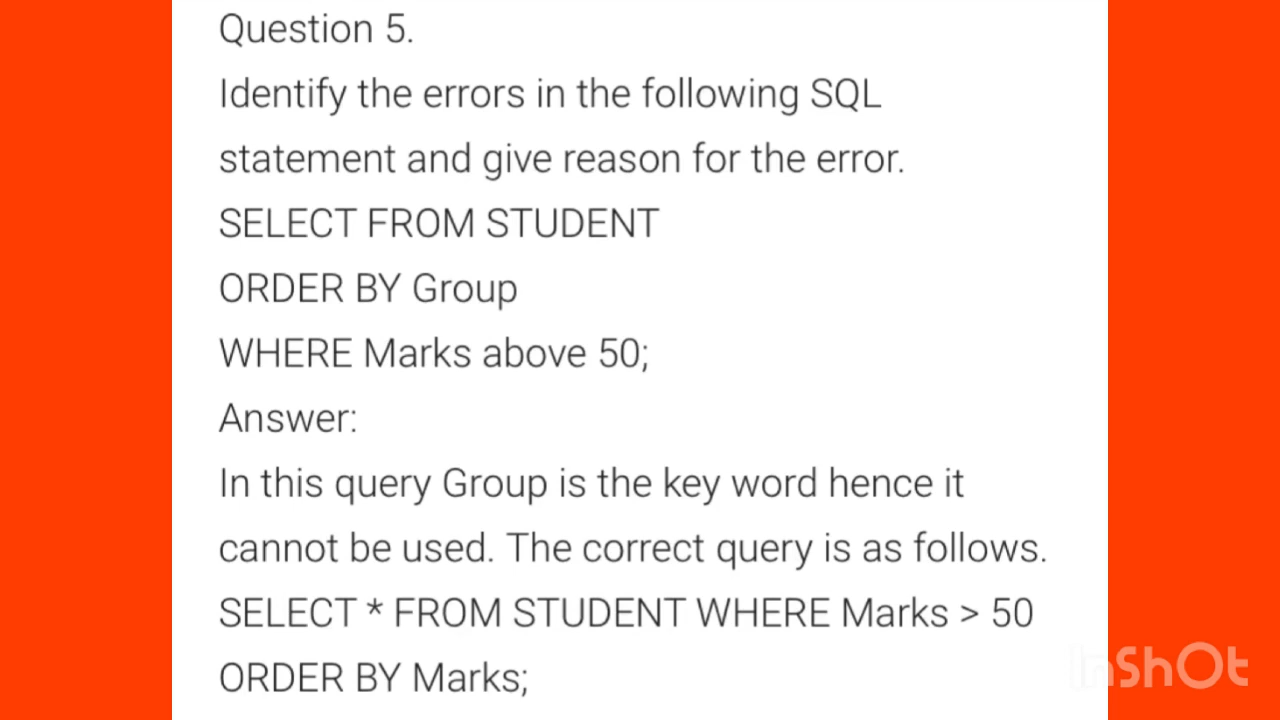 Question 5.
Identify the errors in the following SQL
statement and give reason for the error.
SELECT FROM STUDENT
ORDER BY Group
WHERE Marks above 50;
Answer:
In this query Group is the key word hence it
cannot be used. The correct query is as follows.
SELECT * FROM STUDENT WHERE Marks > 50
ORDER BY Marks;
InShOt